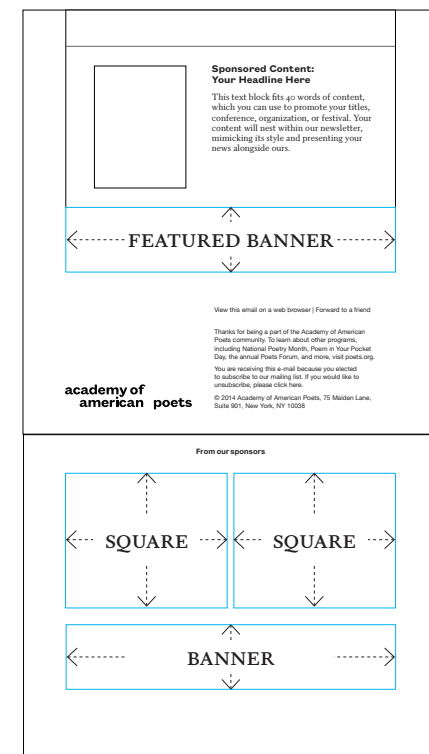 Sponsored Content:
Your Headline Here
This text block fits 40 words of content,
which you can use to promote your titles,
conference, organization, or festival. Your
content will nest within our newsletter,
mimicking its style and presenting your
news alongside ours.
FEATURED BANNER
View this email on a web browser | Forward to a friend
Thanks for being a part of the Academy of American
Poets community. To learn about other programs,
including National Poetry Month, Poem in Your Pocket
Day, the annual Poets Forum, and more, visit poets.org.
You are receiving this e-mail because you elected
to subscribe to our mailing list. If you would like to
unsubscribe, please click here.
© 2014 Academy of American Poets, 75 Maiden Lane,
Suite 901, New York, NY 10038
academy of
american poets
From our sponsors
SQUARE SQUARE
BANNER